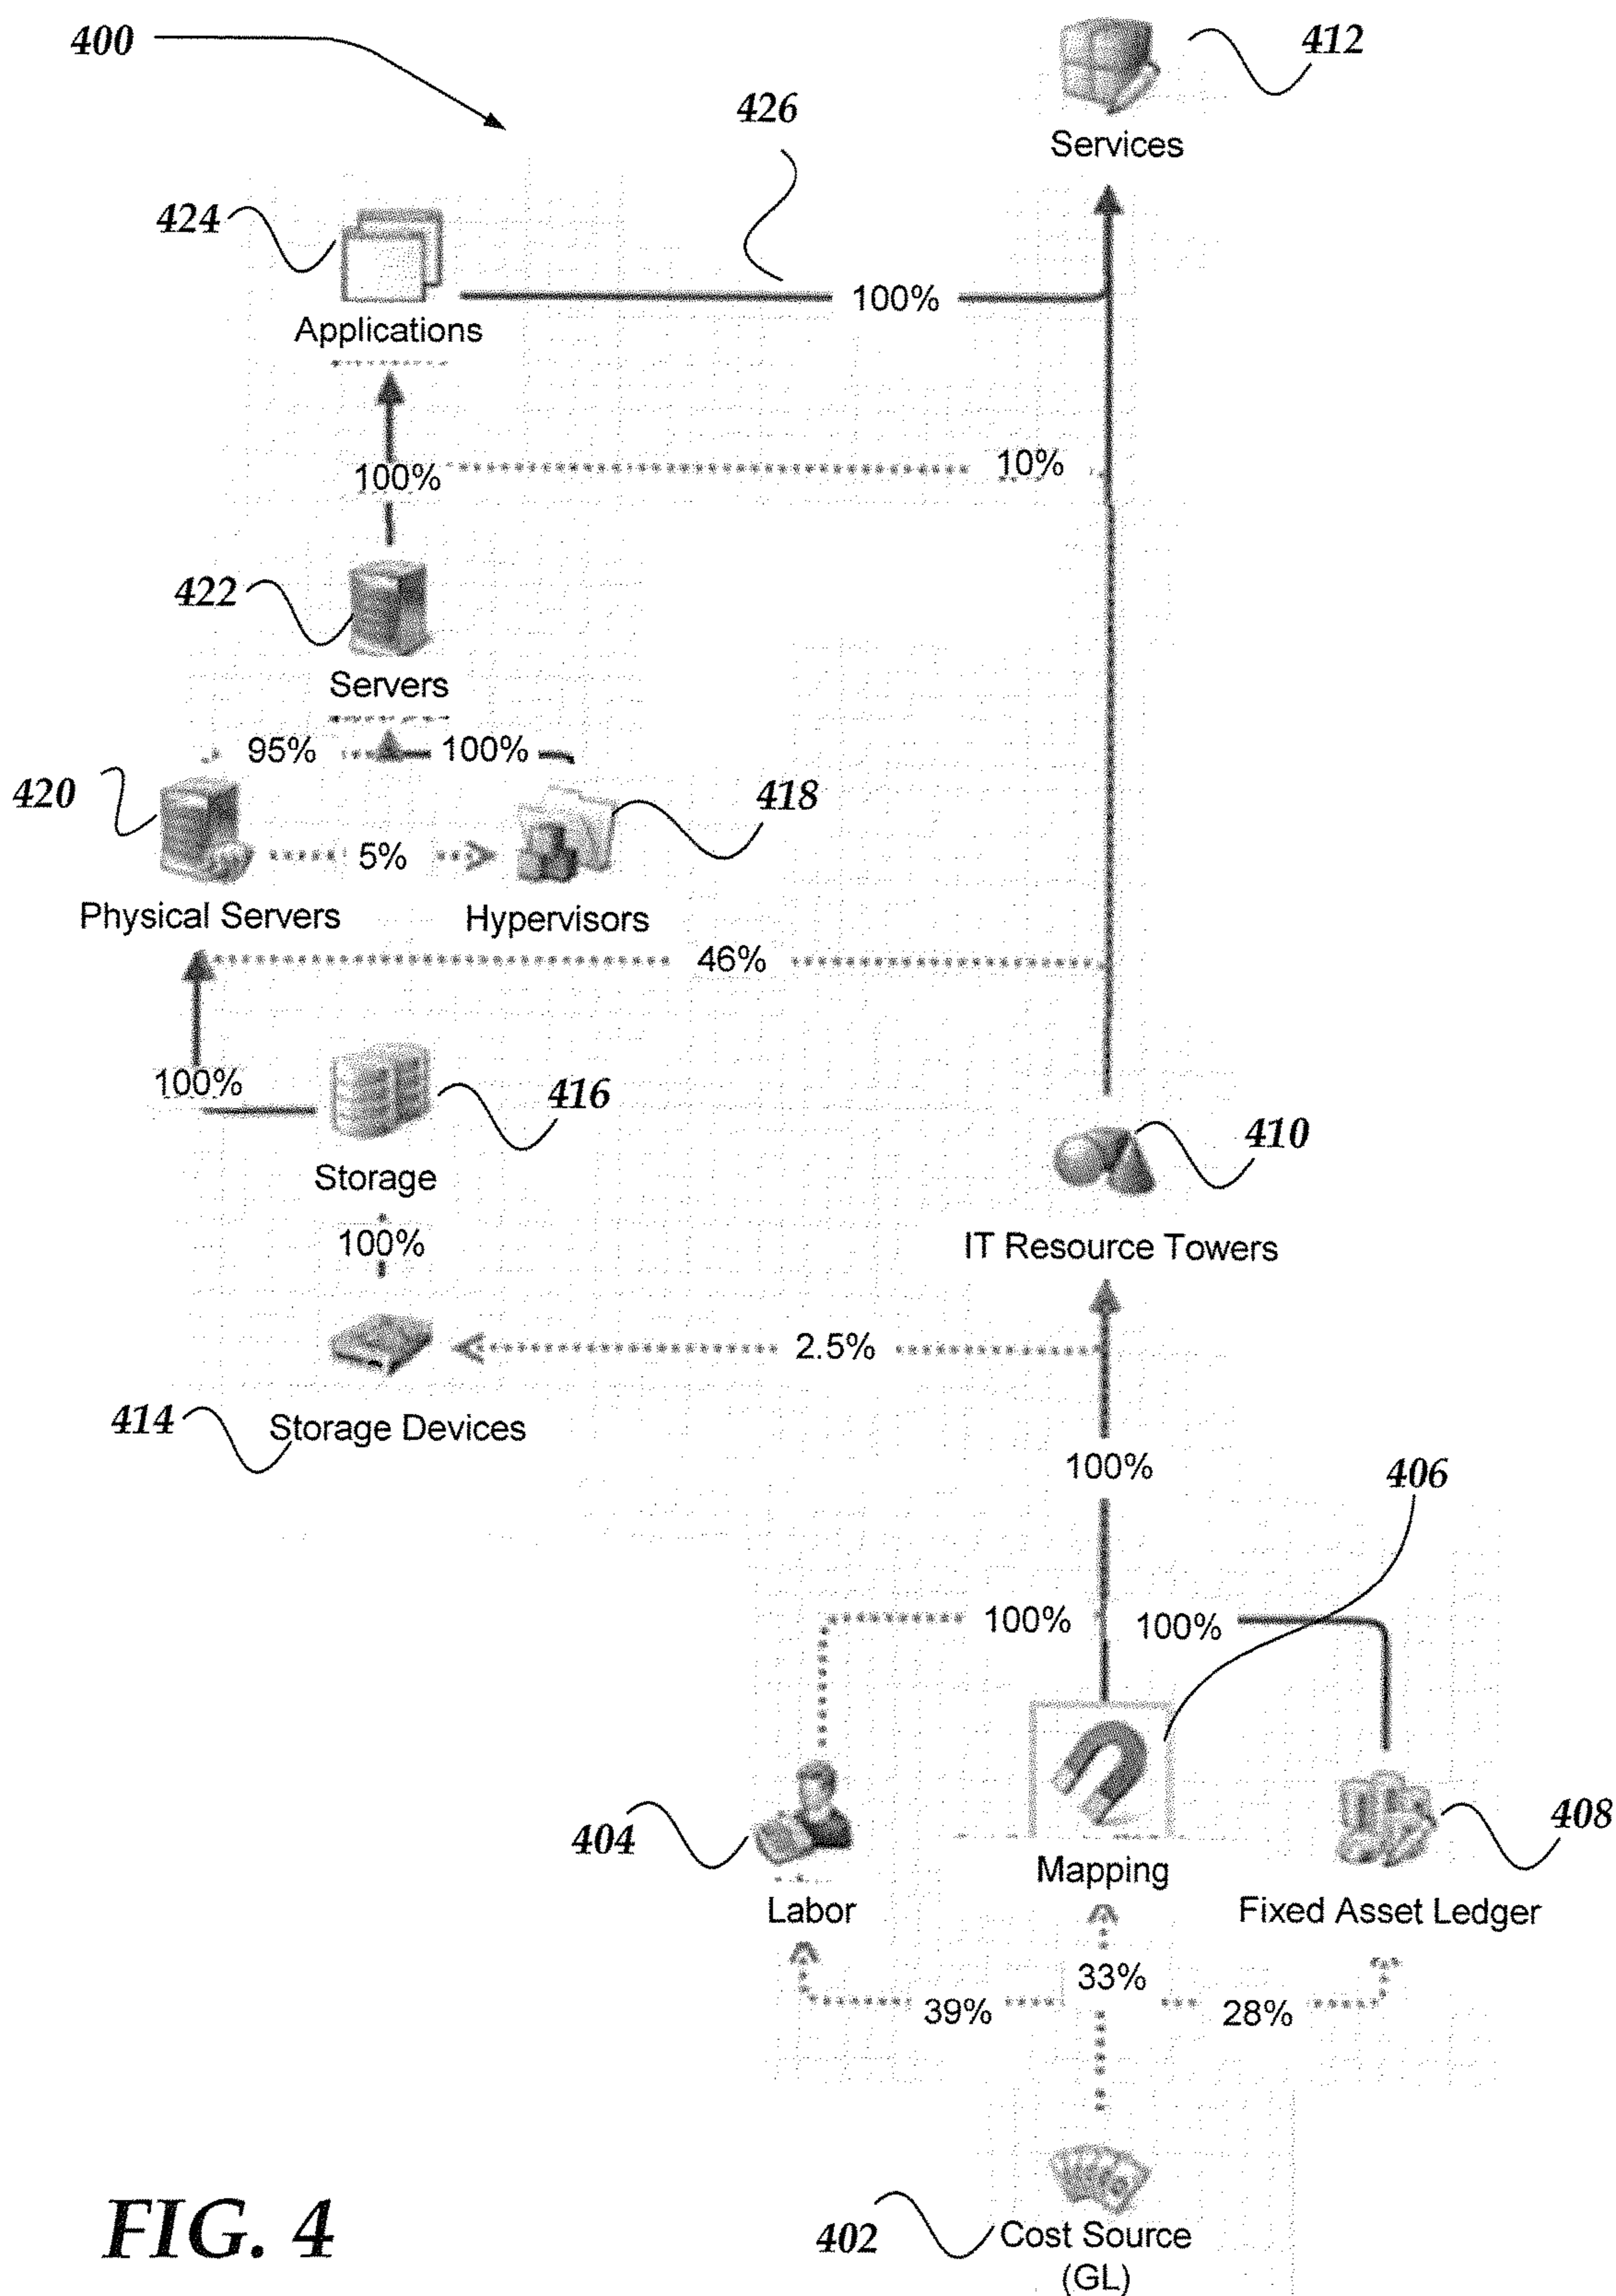 400
412
426
Services
424
100%
Applications
100%
10%
422
Servers
95%
100%
420
418
5%
Physical Servers
Hypervisors
46%
100%
416
410
Storage
100%
IT Resource Towers
2.5%
414
Storage Devices
100%
406
100%
100%
404
408
Mapping
Labor
Fixed Asset Ledger
33%
39%
28%
FIG. 4
402
Cost Source
(GL)